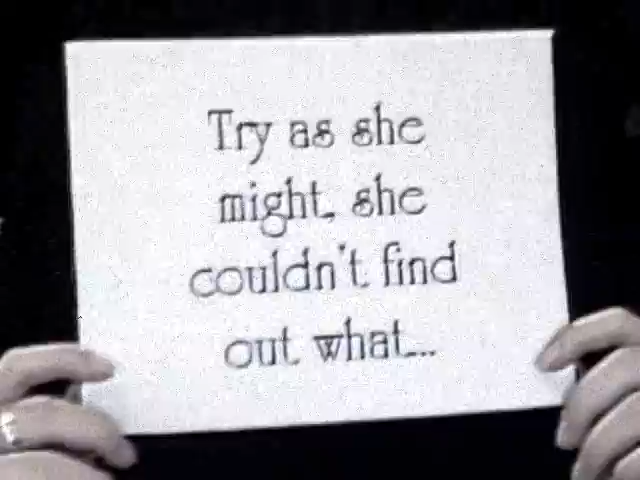 Try as she
might, she
couldn't find
out what...